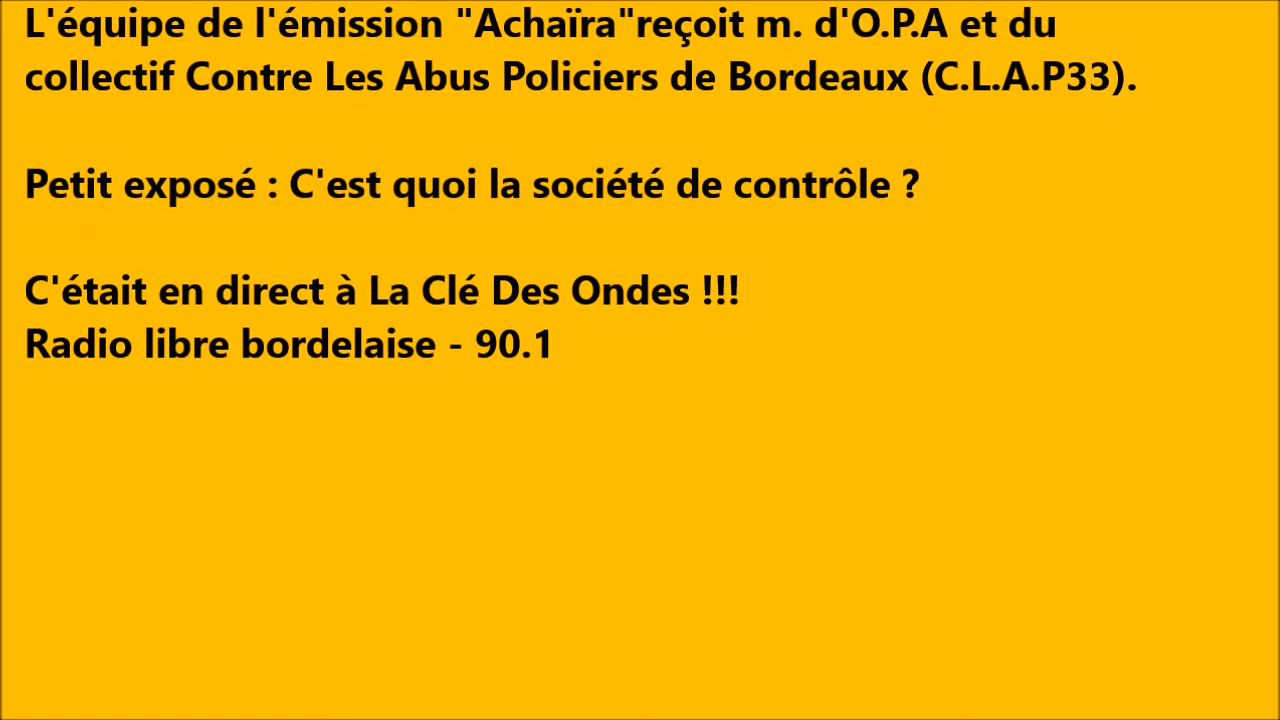 L'équipe de l'émission "Achaïra"reçoit m. d'O.P.A et du
collectif Contre Les Abus Policiers de Bordeaux (C.L.A.P33).
Petit exposé : C'est quoi la société de contrôle ?
C'était en direct à La Clé Des Ondes !!!
Radio libre bordelaise - 90.1